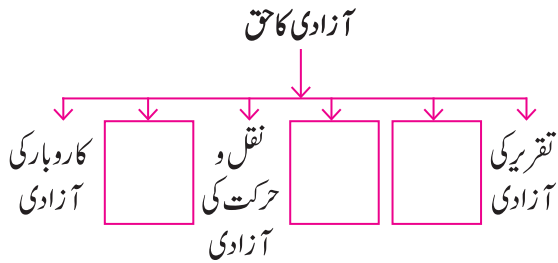 آزادی کا حق
تقریر کی
آزادی
نقل و
حرکت کی
آزادی
کاروبار کی
آزادی